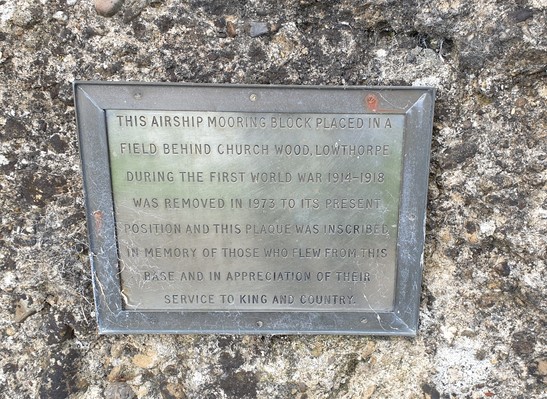 THIS AIRSHIP MOORING BLOCK PLACED IN A
FIELD BEHIND CHURCH WOOD, LOWTHORPE
DURING THE FIRST WORLD WAR 1914-1918
WAS REMOVED IN 1973 TO ITS PRESENT
POSITION AND THIS PLAQUE WAS INSCRIBED
IN MEMORY OF THOSE WHO FLEW FROM THIS
BASE AND IN APPRECIATION OF THEIR
SERVICE TO KING AND COUNTRY.